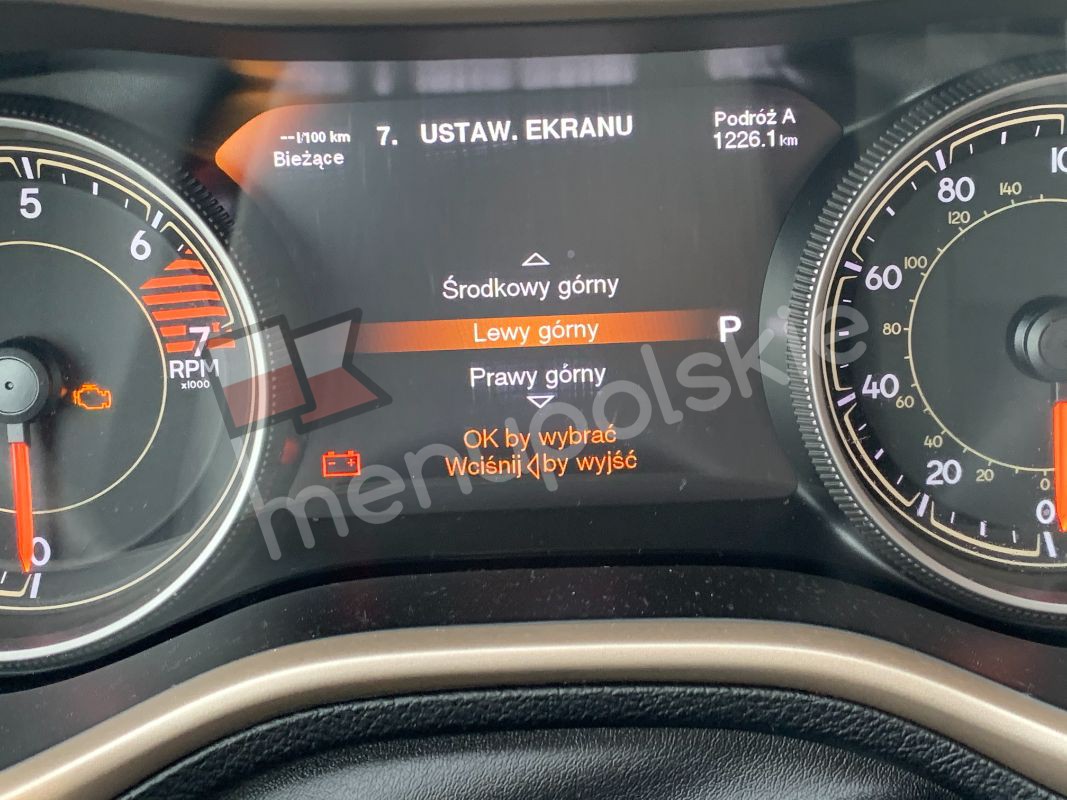 --l/100 km
Bieżące
7. USTAW. EKRANU
Podróż A
1226.1 km
Środkowy górny
Lewy górny
Prawy górny
P
OK by wybrać
Wciśnij ◁ by wyjść
5
6
7
RPM
x1000
0
100
80
60
40
20
0
140
120
100
80
60
40
20
0
menupolskie